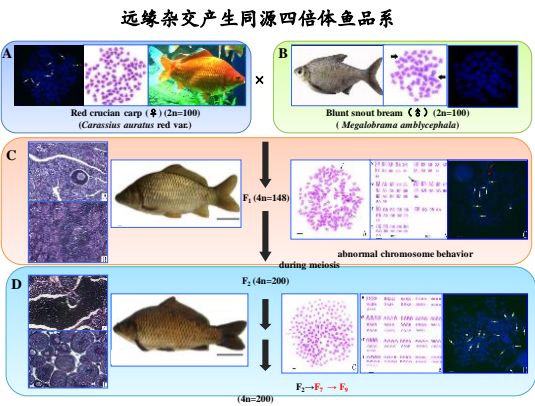 远缘杂交产生同源四倍体鱼品系
A
B
×
Red crucian carp (♀) (2n=100)
(Carassius auratus red var.)
Blunt snout bream (♁) (2n=100)
( Megalobrama amblycephala)
C
F₁ (4n=148)
abnormal chromosome behavior
during meiosis
D
F₂ (4n=200)
F₂→F₇ → F₉
(4n=200)